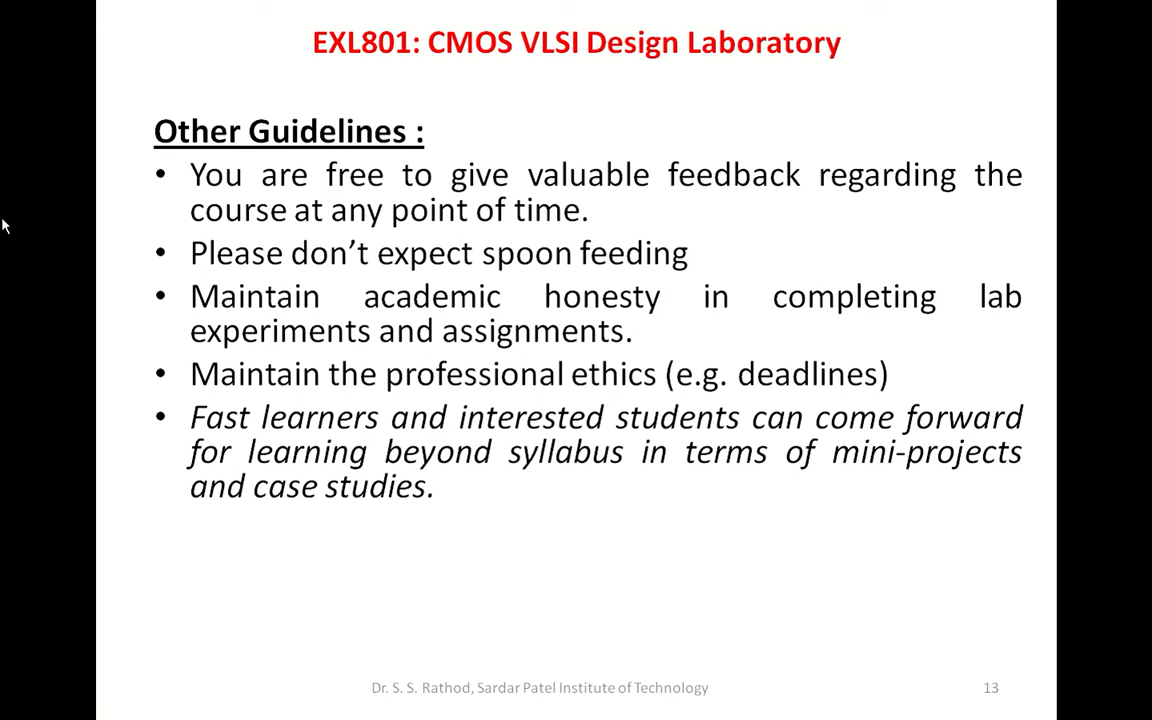 EXL801: CMOS VLSI Design Laboratory
Other Guidelines :
• You are free to give valuable feedback regarding the
course at any point of time.
• Please don’t expect spoon feeding
• Maintain academic honesty in completing lab
experiments and assignments.
• Maintain the professional ethics (e.g. deadlines)
• Fast learners and interested students can come forward
for learning beyond syllabus in terms of mini-projects
and case studies.
Dr. S. S. Rathod, Sardar Patel Institute of Technology 13